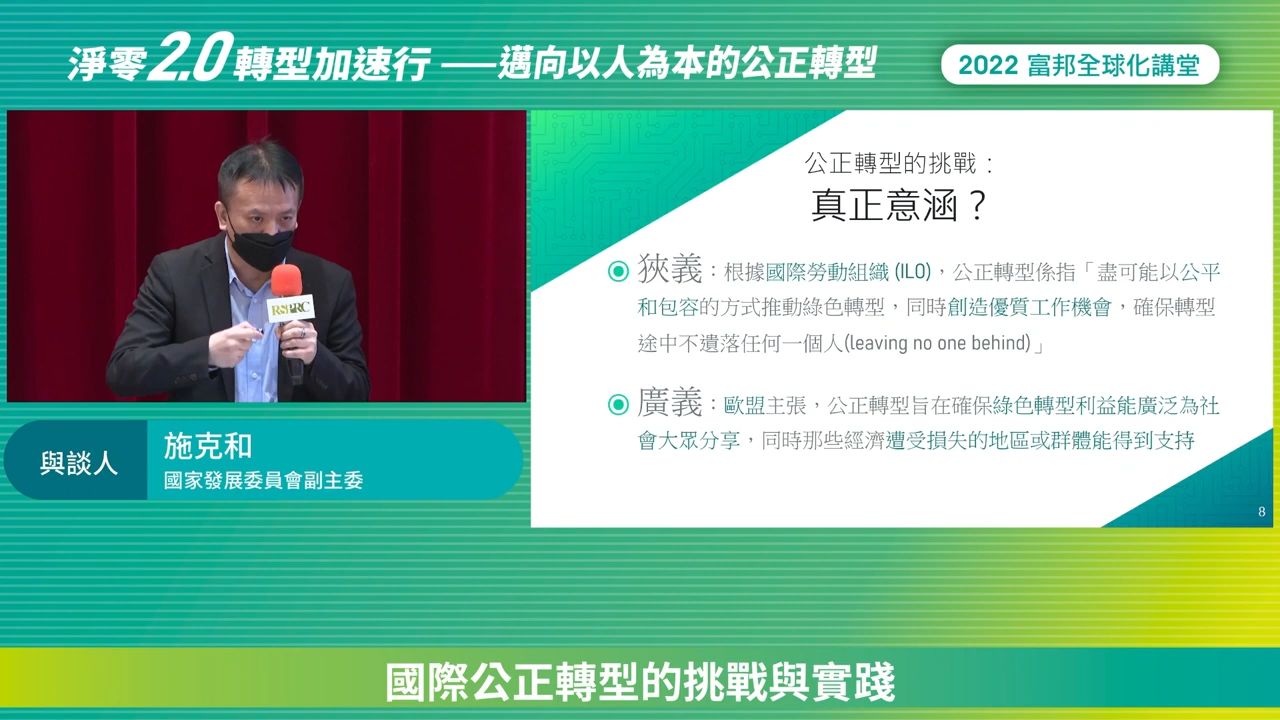 淨零2.0轉型加速行——邁向以人為本的公正轉型
2022 富邦全球化講堂
公正轉型的挑戰：
真正意涵？
狹義：根據國際勞動組織 (ILO)，公正轉型係指「盡可能以公平
和包容的方式推動綠色轉型，同時創造優質工作機會，確保轉型
途中不遺落任何一個人(leaving no one behind)」
廣義：歐盟主張，公正轉型旨在確保綠色轉型利益能廣泛為社
會大眾分享，同時那些經濟遭受損失的地區或群體能得到支持
8
RSPRC
與談人
施克和
國家發展委員會副主委
國際公正轉型的挑戰與實踐